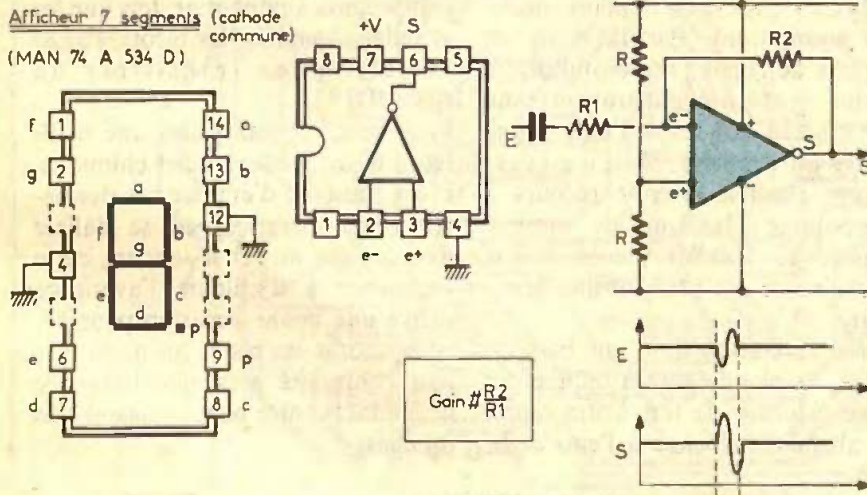 Afficheur 7 segments (cathode
commune)
(MAN 74 A 534 D)
f 1 14 a
g 2 13 b
12
4
e 6 9 p
d 7 8 c
a
f b
g
e c
d
p
+V S
8 7 6 5
1 2 3 4
e- e+
Gain # R2
R1
R
R2
R1
E
e-
+
S
S
e+
-
R
E
S